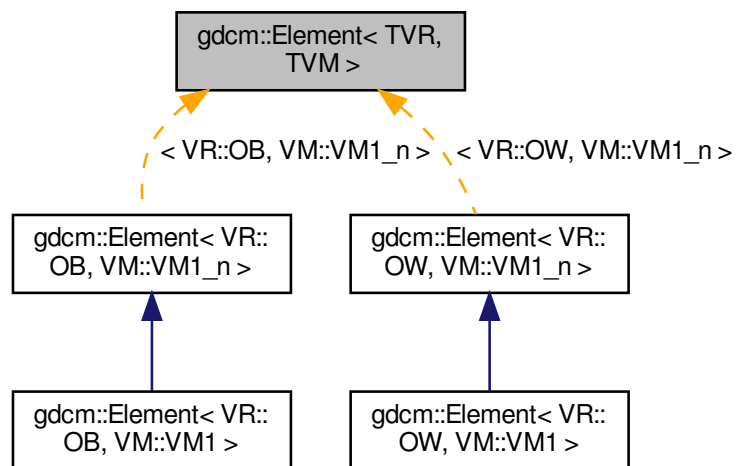 gdcm::Element< TVR,
TVM >
< VR::OB, VM::VM1_n >
< VR::OW, VM::VM1_n >
gdcm::Element< VR::
OB, VM::VM1_n >
gdcm::Element< VR::
OW, VM::VM1_n >
gdcm::Element< VR::
OB, VM::VM1 >
gdcm::Element< VR::
OW, VM::VM1 >